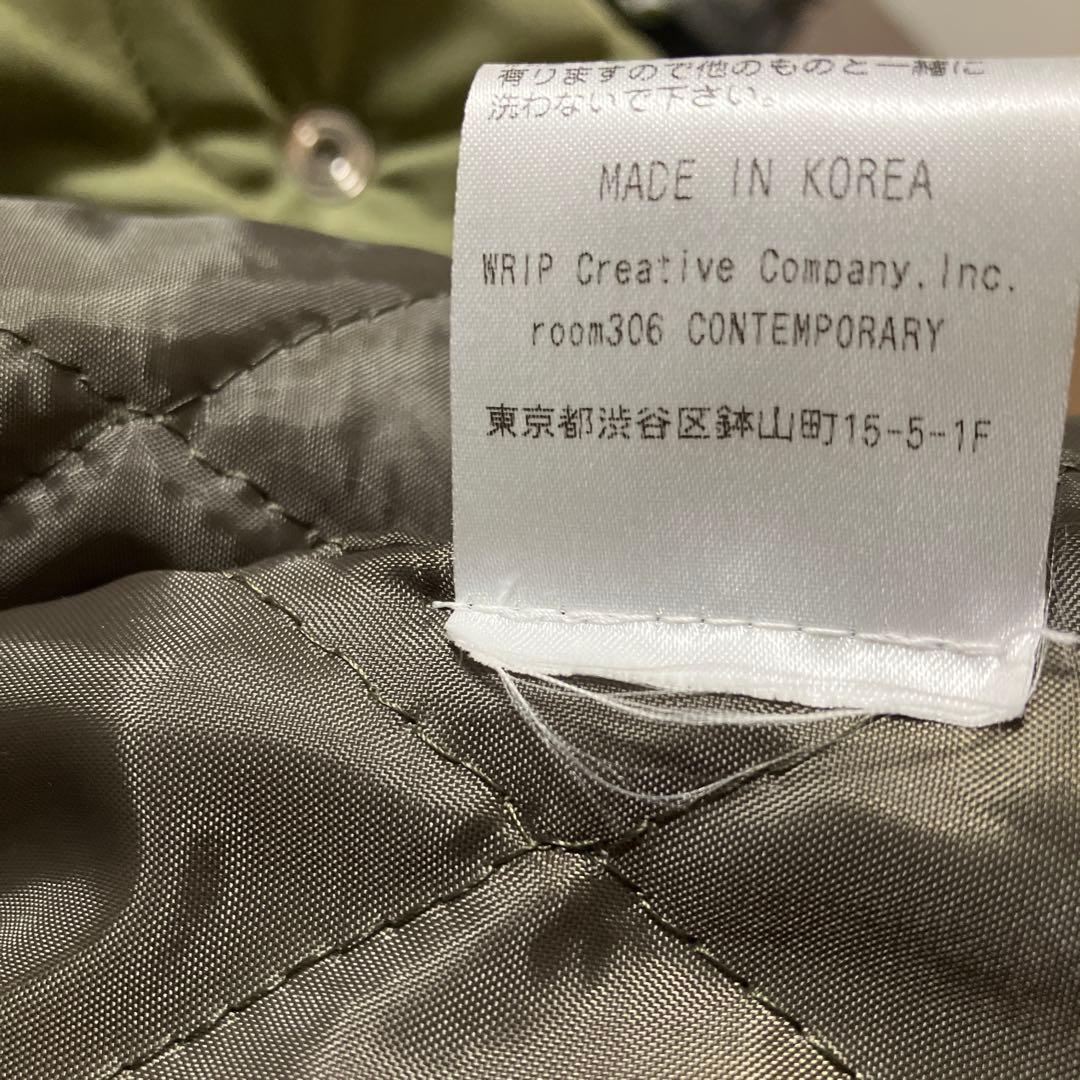 有りますので他のものと一緒に
洗わないで下さい。
MADE IN KOREA
WRIP Creative Company.Inc.
room306 CONTEMPORARY
東京都渋谷区鉢山町15-5-1F